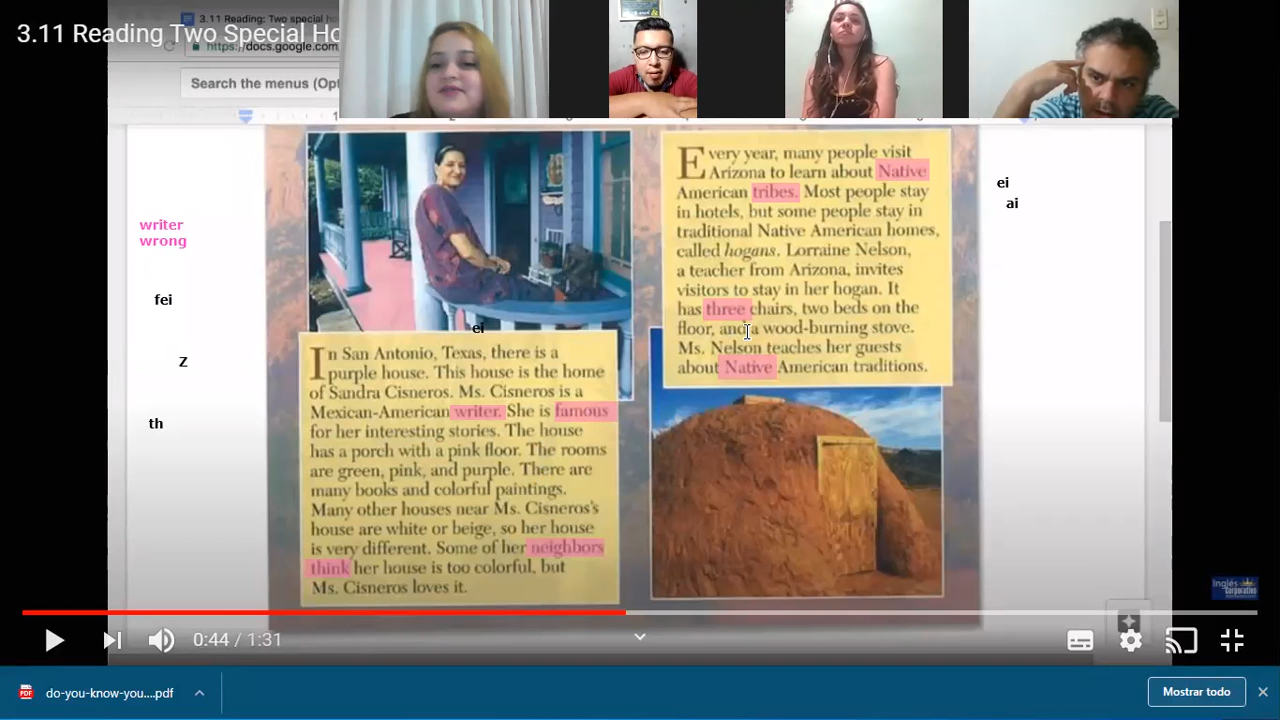 3.11 Reading: Two special ho
3.11 Reading Two Special Ho
https://docs.google.com
Search the menus (Opt
writer
wrong
fei
Z
th
ei
ei
ai
In San Antonio, Texas, there is a
purple house. This house is the home
of Sandra Cisneros. Ms. Cisneros is a
Mexican-American writer. She is famous
for her interesting stories. The house
has a porch with a pink floor. The rooms
are green, pink, and purple. There are
many books and colorful paintings.
Many other houses near Ms. Cisneros's
house are white or beige, so her house
is very different. Some of her neighbors
think her house is too colorful, but
Ms. Cisneros loves it.
Every year, many people visit
Arizona to learn about Native
American tribes. Most people stay
in hotels, but some people stay in
traditional Native American homes,
called hogans. Lorraine Nelson,
a teacher from Arizona, invites
visitors to stay in her hogan. It
has three chairs, two beds on the
floor, and a wood-burning stove.
Ms. Nelson teaches her guests
about Native American traditions.
Inglés
Corporativo
0:44 / 1:31
PDF
do-you-know-you....pdf
Mostrar todo